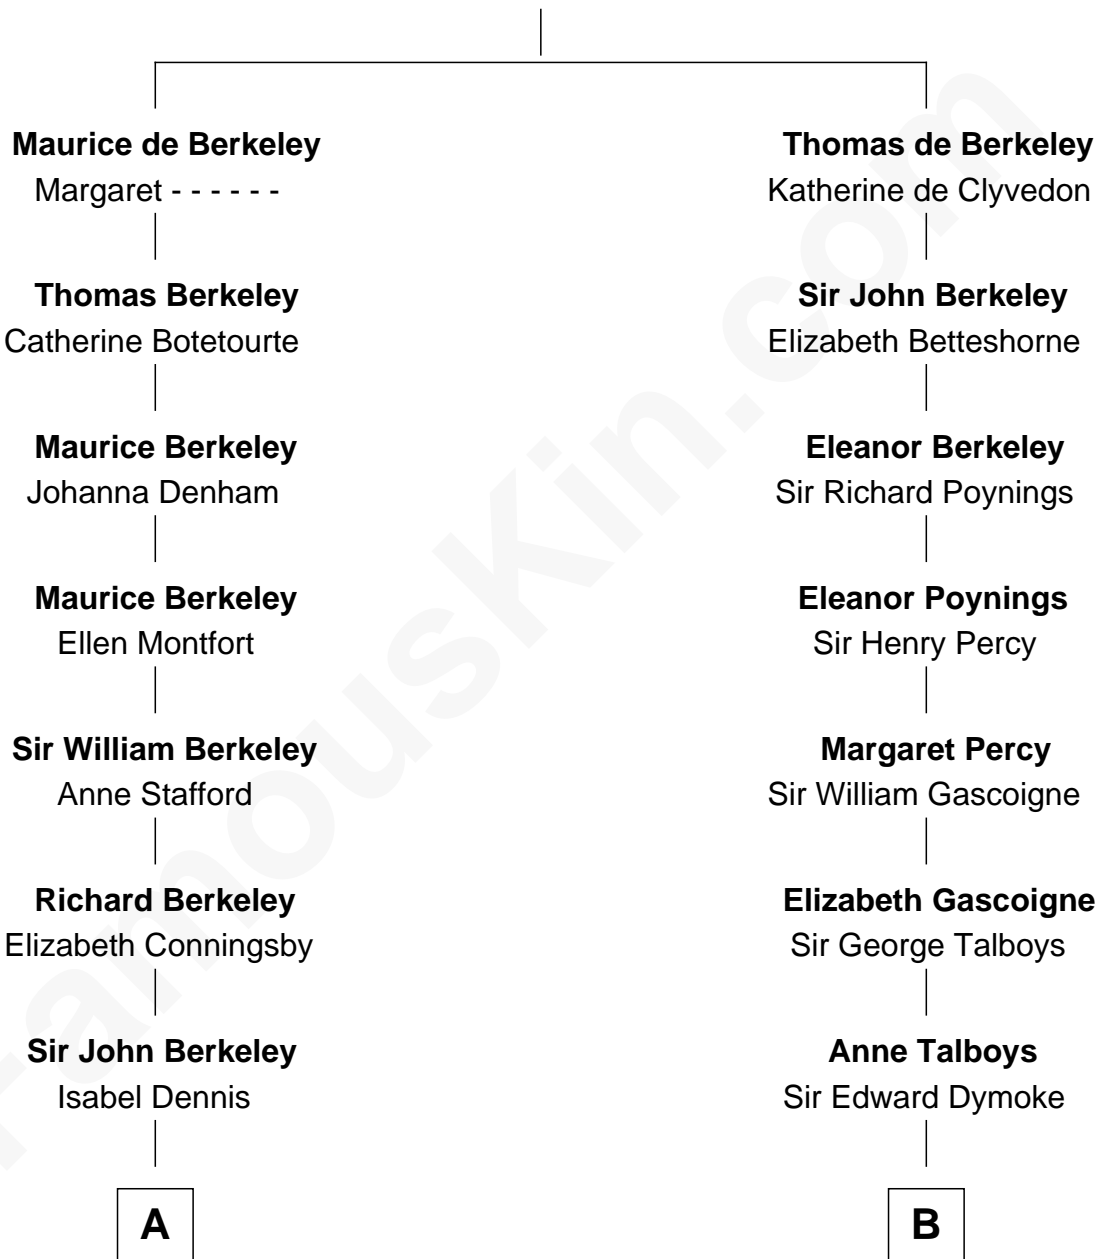 Maurice de Berkeley
Margaret - - - - - -
Thomas Berkeley
Catherine Botetourte
Maurice Berkeley
Johanna Denham
Maurice Berkeley
Ellen Montfort
Sir William Berkeley
Anne Stafford
Richard Berkeley
Elizabeth Conningsby
Sir John Berkeley
Isabel Dennis
A
Thomas de Berkeley
Katherine de Clyvedon
Sir John Berkeley
Elizabeth Betteshorne
Eleanor Berkeley
Sir Richard Poynings
Eleanor Poynings
Sir Henry Percy
Margaret Percy
Sir William Gascoigne
Elizabeth Gascoigne
Sir George Talboys
Anne Talboys
Sir Edward Dymoke
B
FamousKin.com